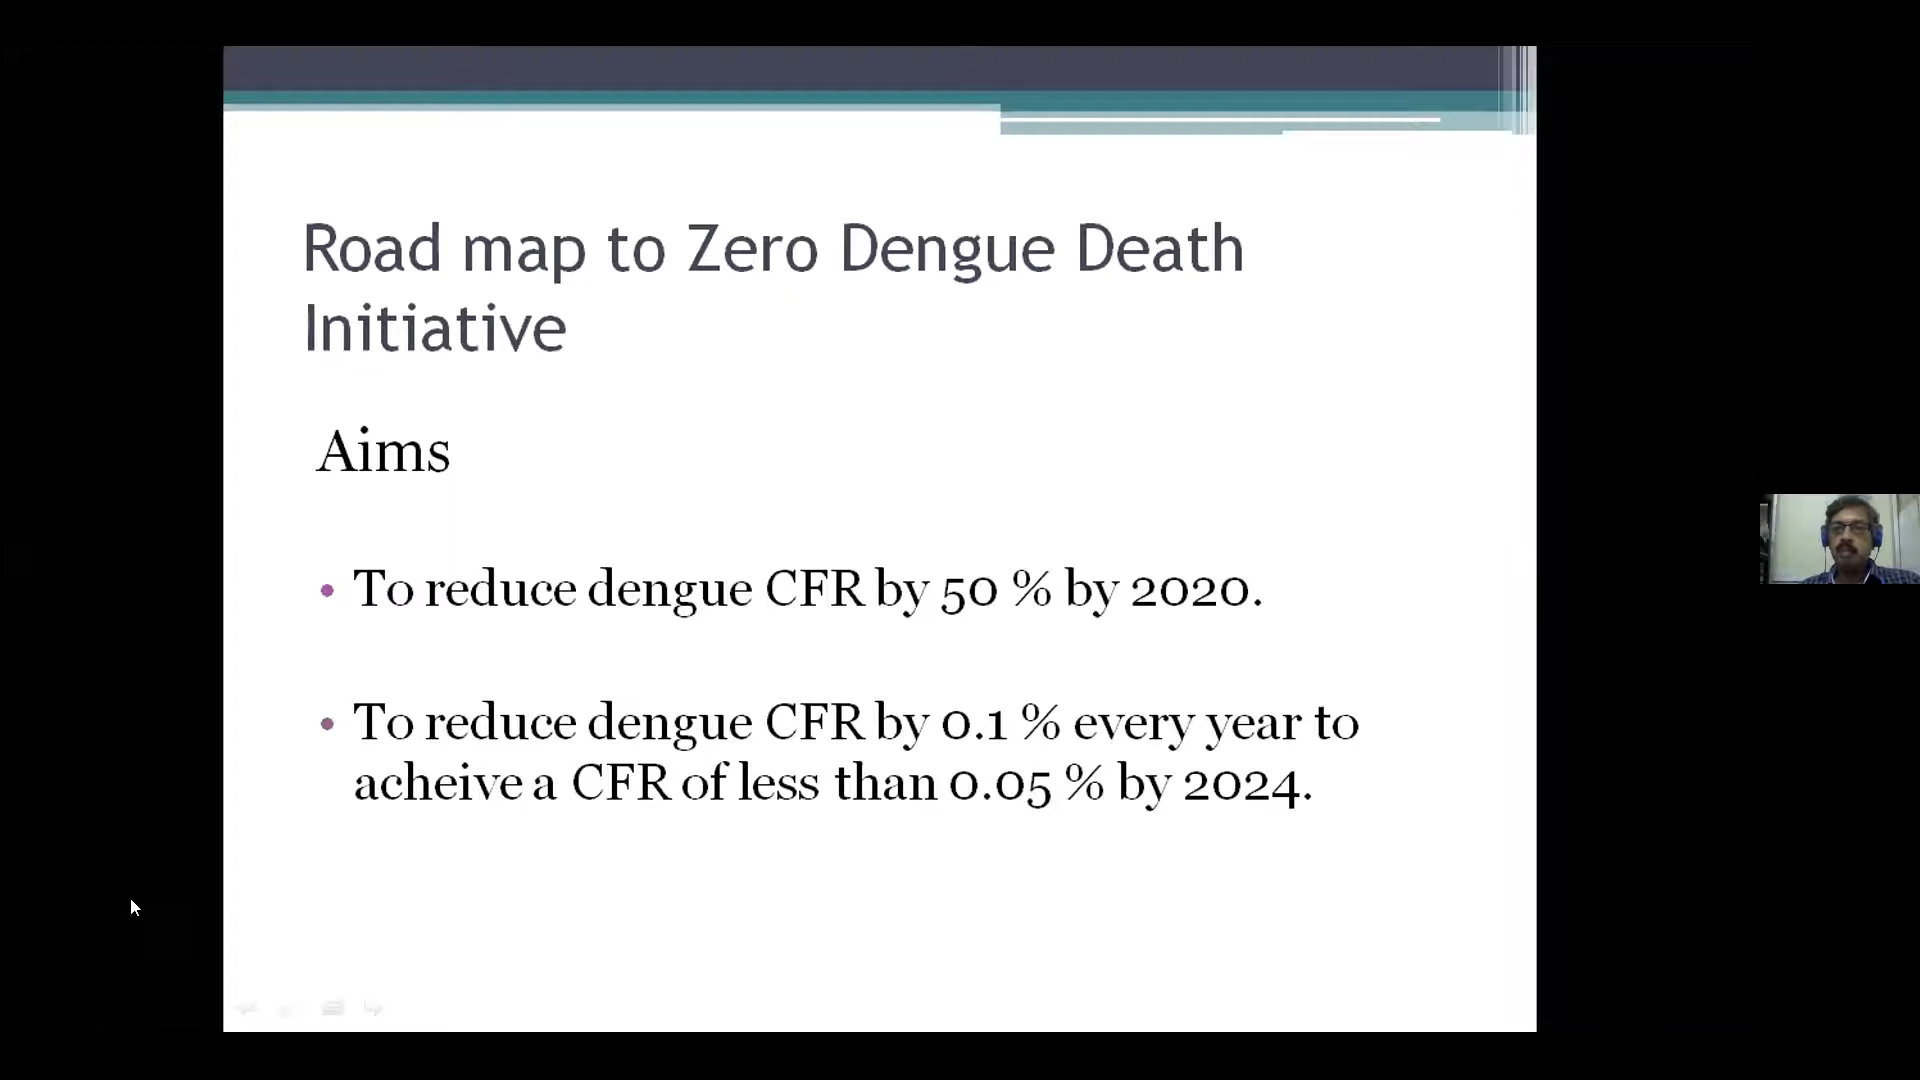 Road map to Zero Dengue Death
Initiative
Aims
• To reduce dengue CFR by 50 % by 2020.
• To reduce dengue CFR by 0.1 % every year to
acheive a CFR of less than 0.05 % by 2024.